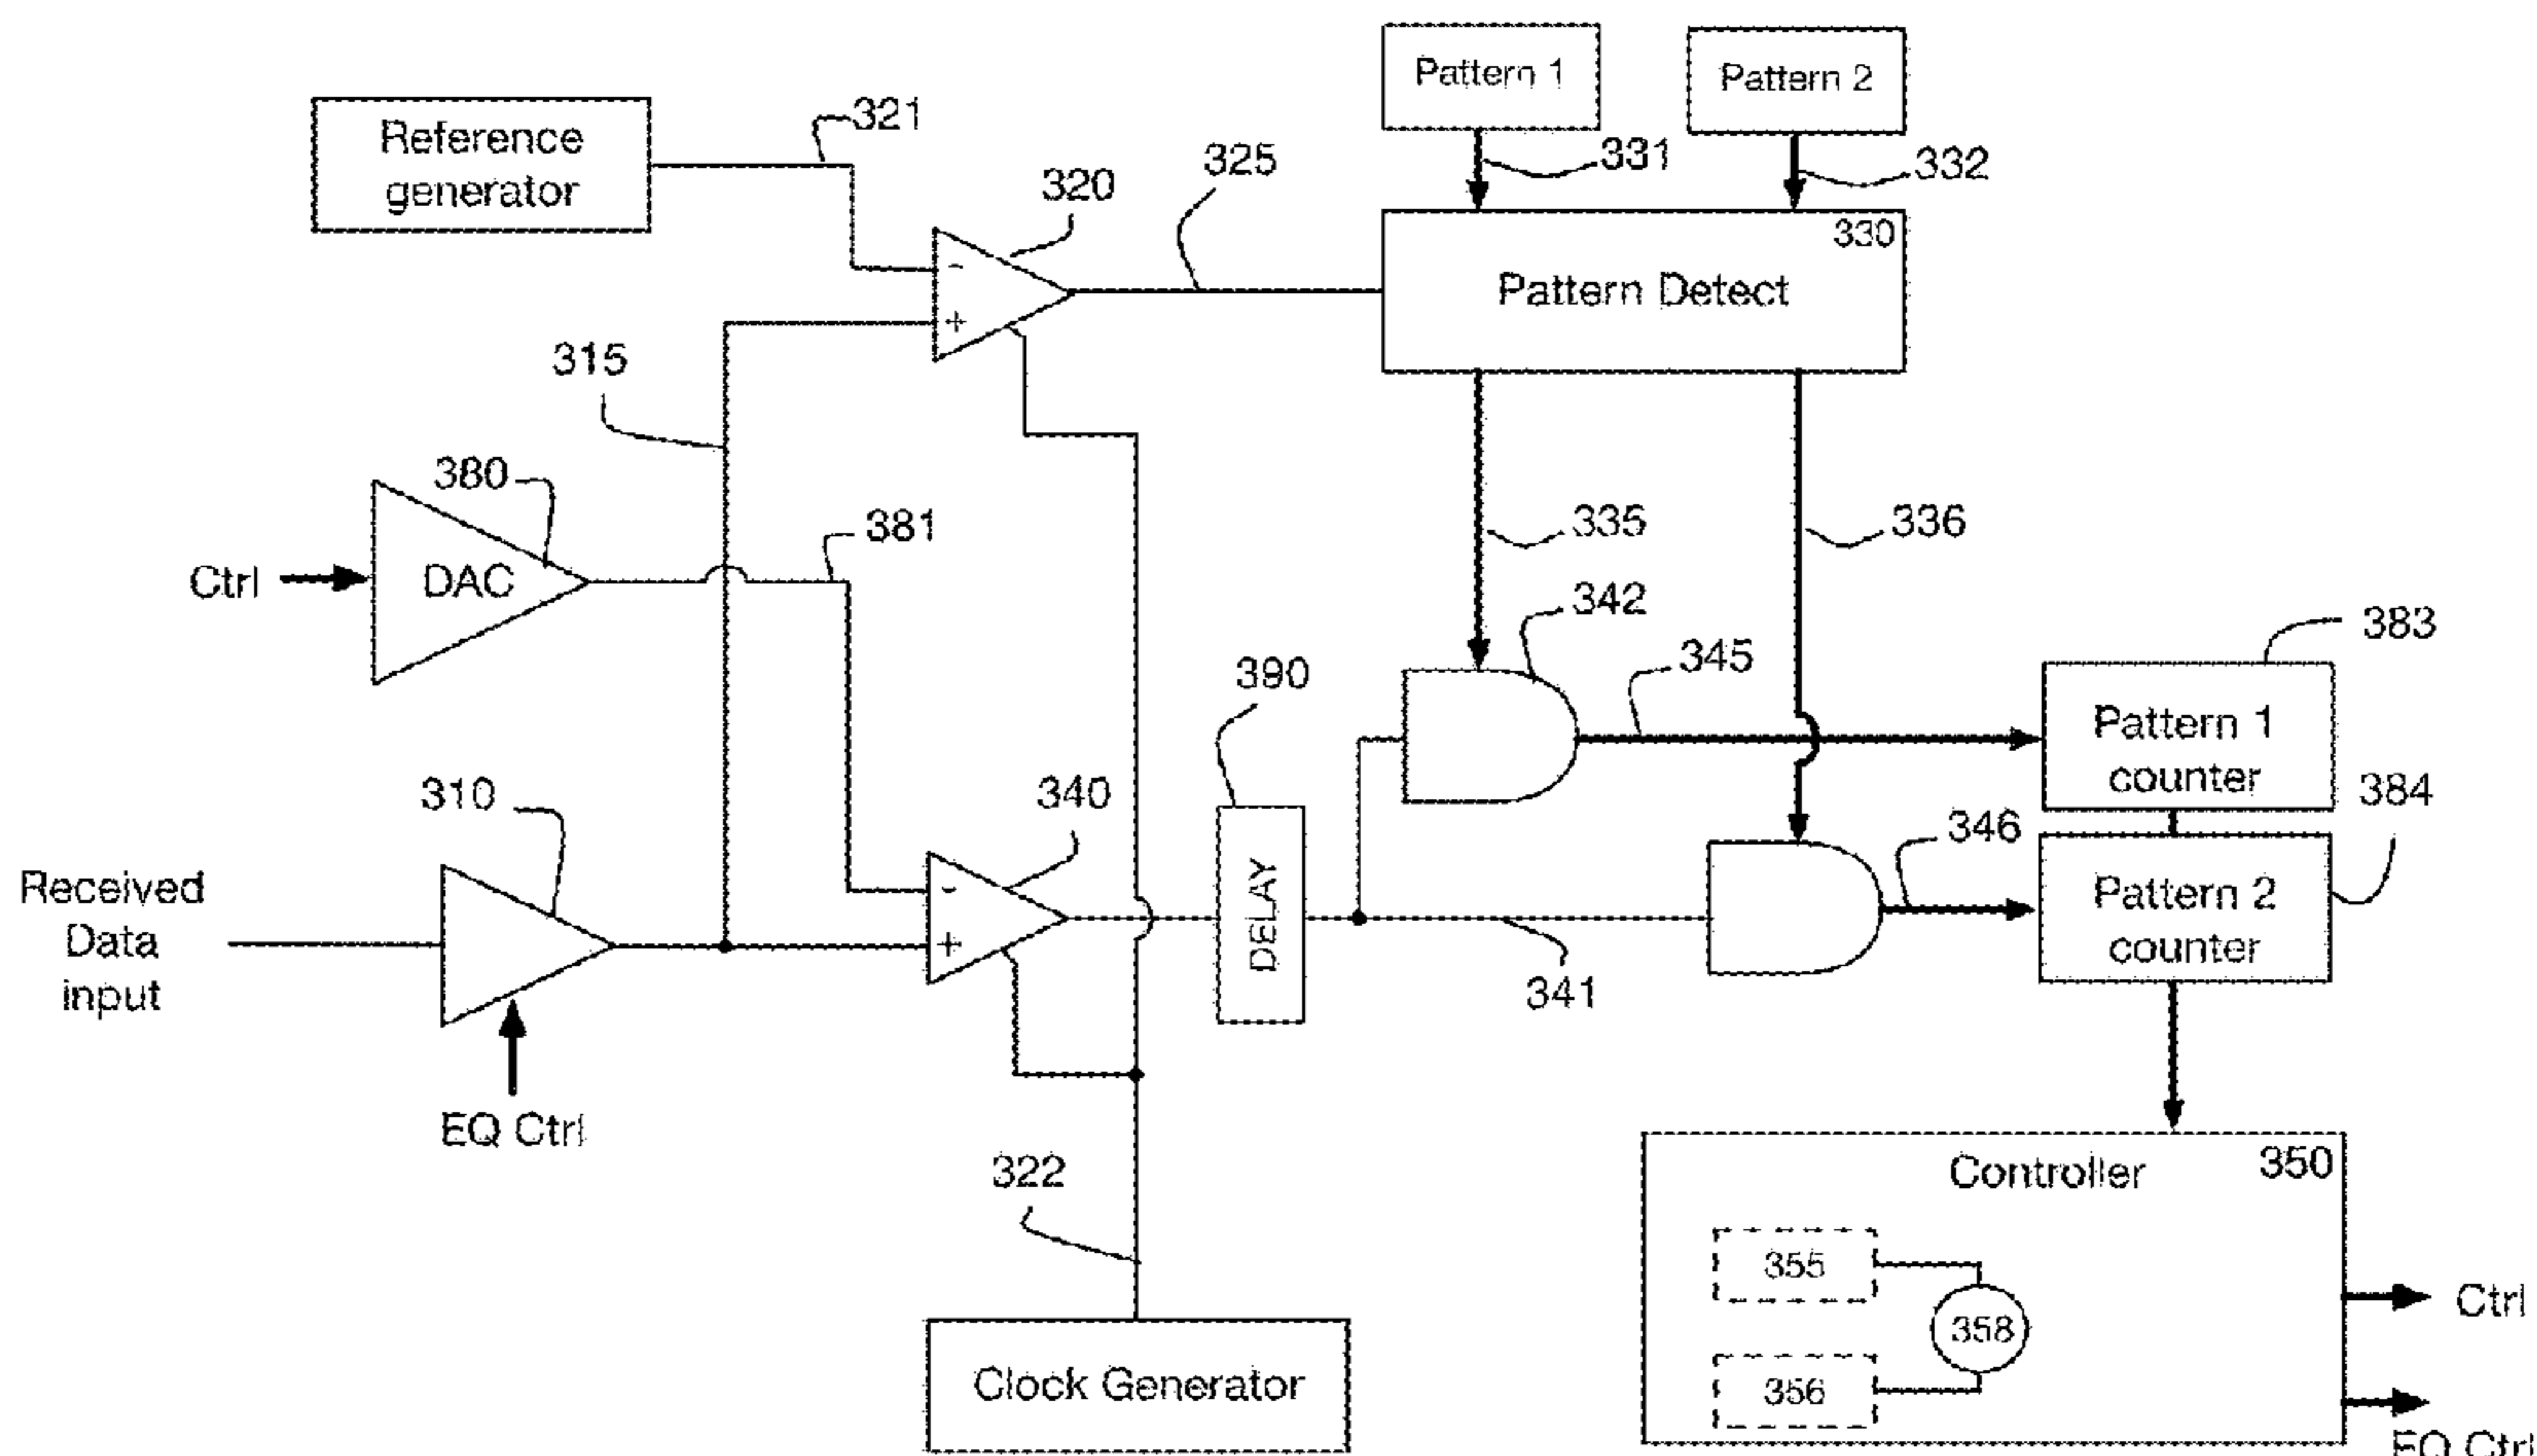 Pattern 1
Pattern 2
321
Reference
generator
320
325
331
332
330
Pattern Detect
315
380
381
335
336
Ctrl
DAC
342
345
383
390
Pattern 1
counter
310
340
384
346
Received
Data
input
DELAY
Pattern 2
counter
341
EQ Ctrl
322
Controller
350
355
358
356
Ctrl
EQ Ctrl
Clock Generator
-
+
-
+